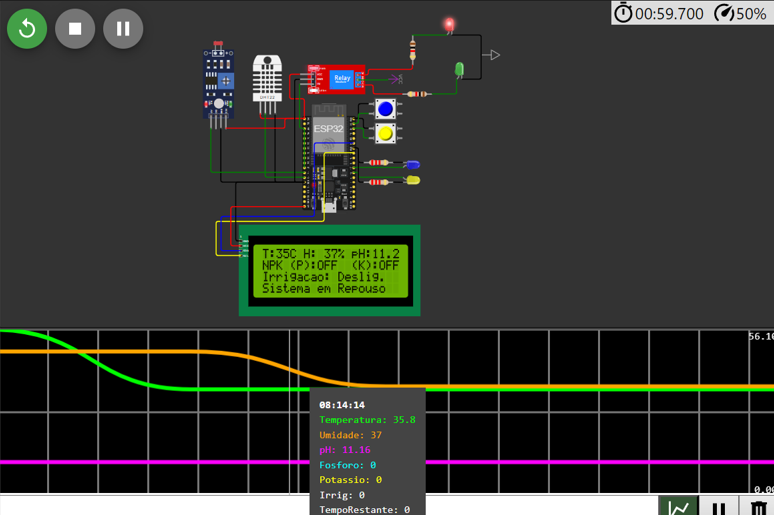 00:59.700 50%
Relay
DHT22
ESP32
T:35C H: 37% pH:11.2
NPK (P):OFF (K):OFF
Irrigacao: Deslig.
Sistema em Repouso
56.10
08:14:14
Temperatura: 35.8
Umidade: 37
pH: 11.16
Fosforo: 0
Potassio: 0
Irrig: 0
TempoRestante: 0
0.00